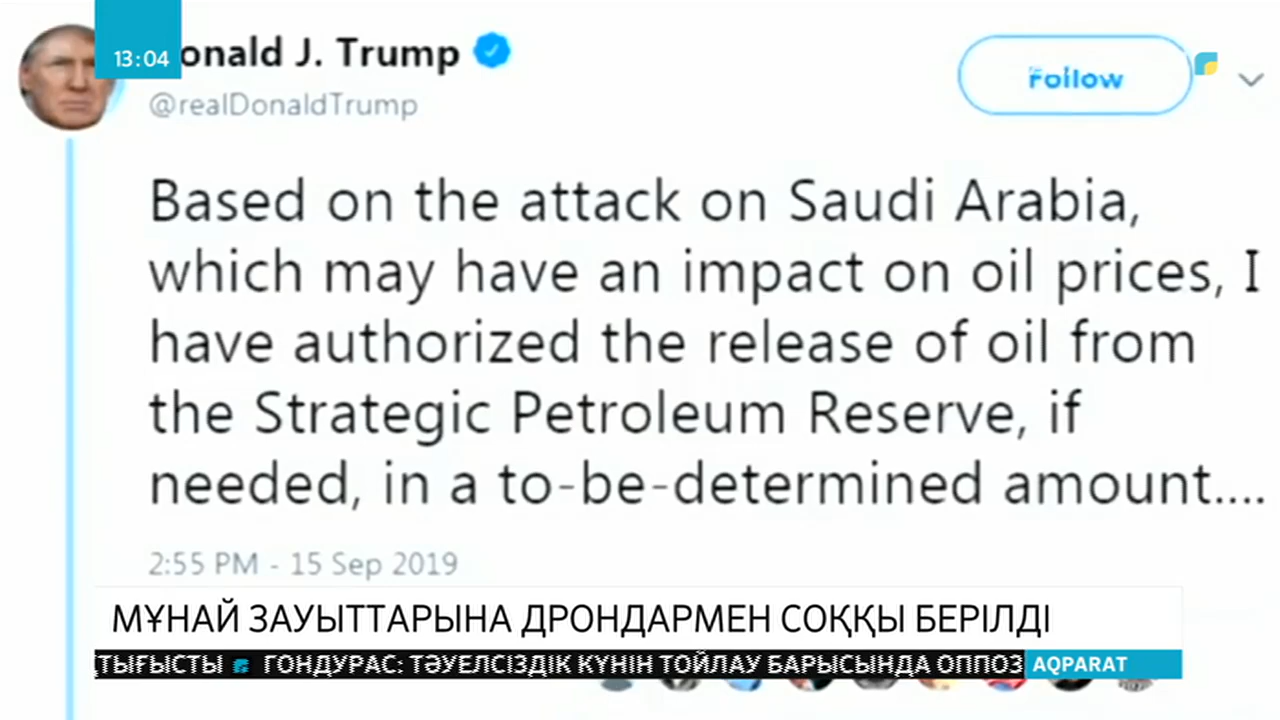 13:04
onald J. Trump
@realDonaldTrump
Follow
Based on the attack on Saudi Arabia,
which may have an impact on oil prices, I
have authorized the release of oil from
the Strategic Petroleum Reserve, if
needed, in a to-be-determined amount....
2:55 PM - 15 Sep 2019
МҰНАЙ ЗАУЫТТАРЫНА ДРОНДАРМЕН СОҚҚЫ БЕРІЛДІ
ҚТЫҒЫСТЫ ГОНДУРАС: ТӘУЕЛСІЗДІК КҮНІН ТОЙЛАУ БАРЫСЫНДА ОППОЗ
AQPARAT